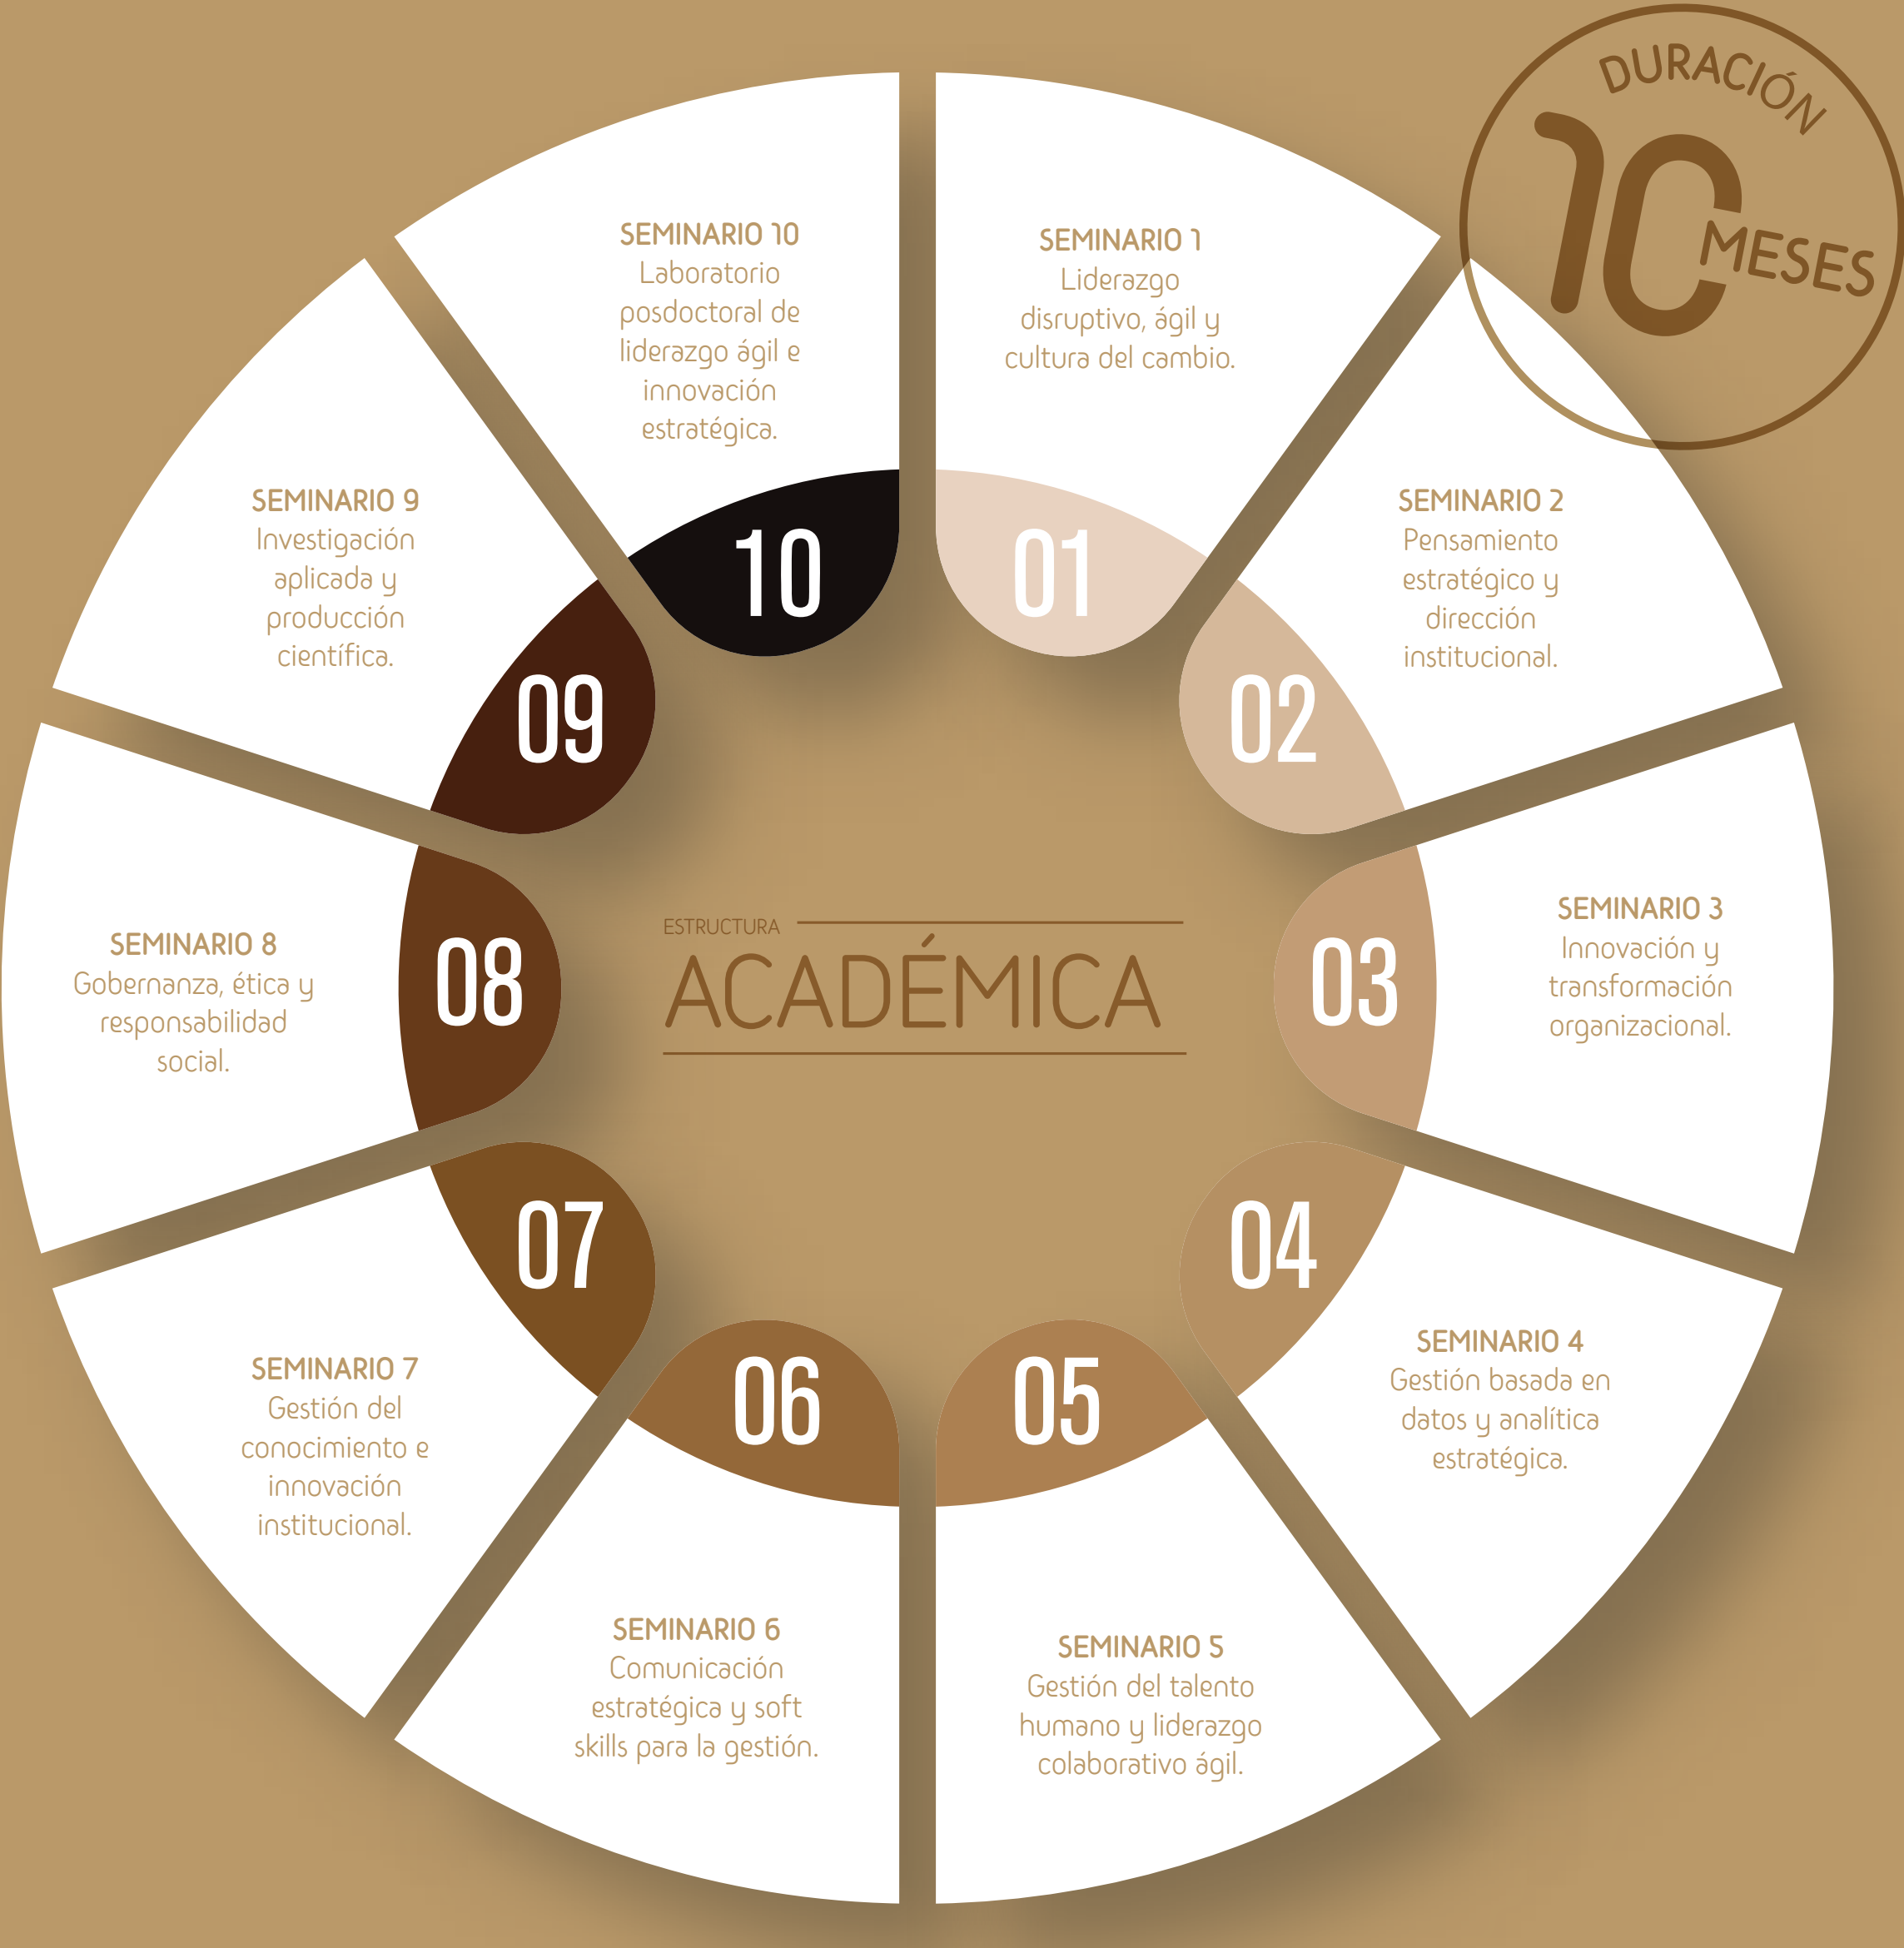 DURACIÓN
10
MESES
SEMINARIO 1
Liderazgo
disruptivo, ágil y
cultura del cambio.
01
SEMINARIO 2
Pensamiento
estratégico y
dirección
institucional.
02
SEMINARIO 3
Innovación y
transformación
organizacional.
03
SEMINARIO 4
Gestión basada en
datos y analítica
estratégica.
04
SEMINARIO 5
Gestión del talento
humano y liderazgo
colaborativo ágil.
05
SEMINARIO 6
Comunicación
estratégica y soft
skills para la gestión.
06
SEMINARIO 7
Gestión del
conocimiento e
innovación
institucional.
07
SEMINARIO 8
Gobernanza, ética y
responsabilidad
social.
08
SEMINARIO 9
Investigación
aplicada y
producción
científica.
09
SEMINARIO 10
Laboratorio
posdoctoral de
liderazgo ágil e
innovación
estratégica.
10
ESTRUCTURA
ACADÉMICA